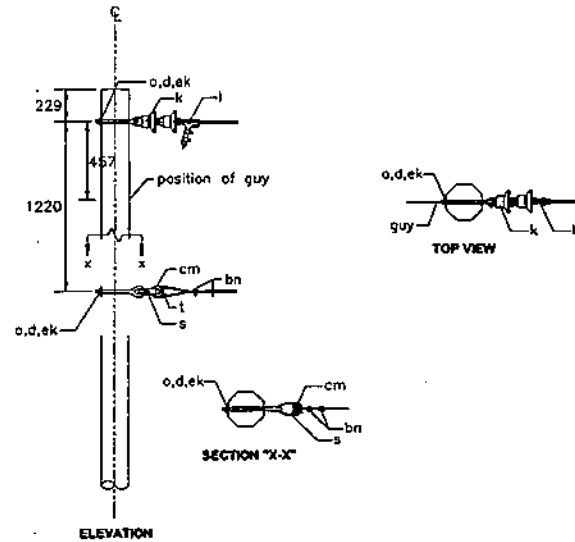 ℄
o,d,ek
k
l
229
457
1220
position of guy
x
x
cm
bn
t
s
o,d,ek
o,d,ek
guy
k
TOP VIEW
o,d,ek
cm
bn
s
SECTION "X-X"
ELEVATION